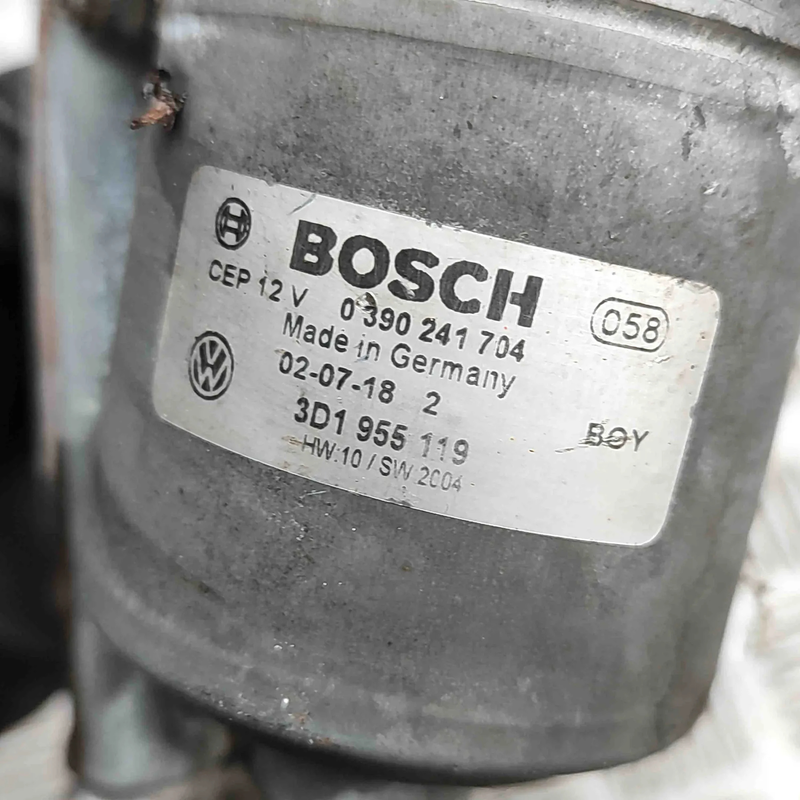 BOSCH
CEP 12 V 0 390 241 704
058
Made in Germany
02-07-18 2
3D1 955 119
BOY
HW:10 / SW 2004